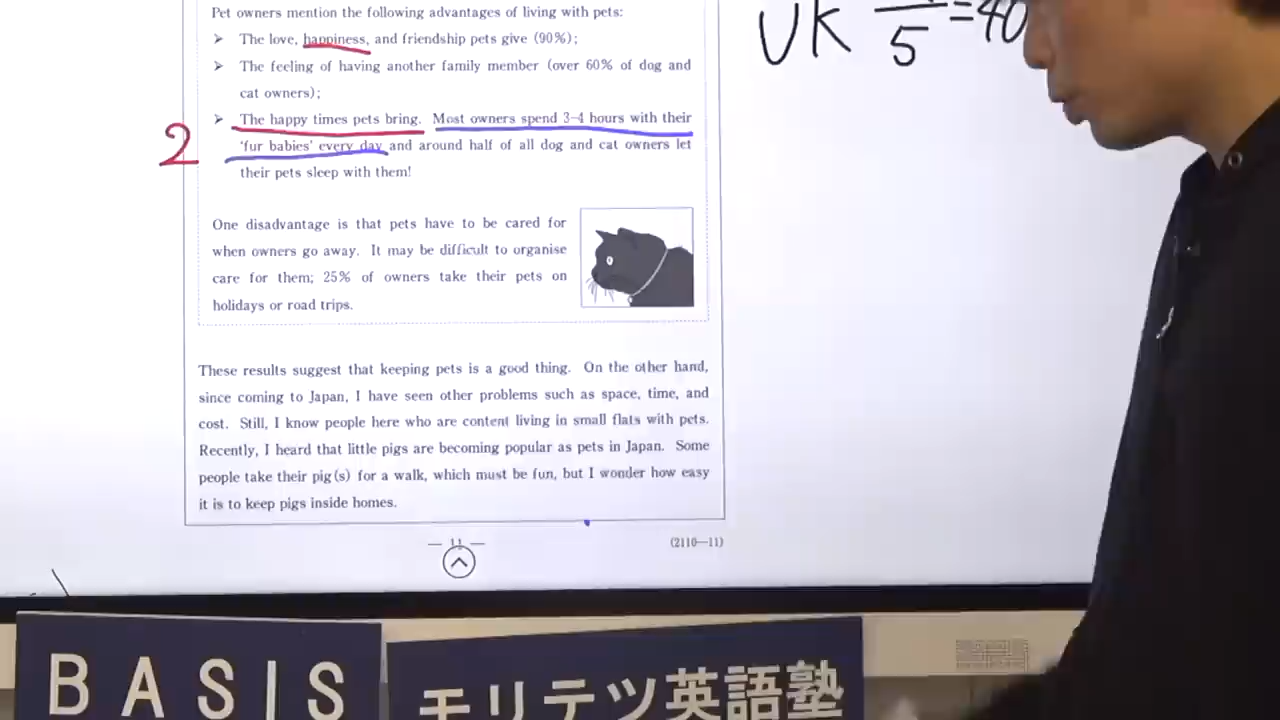 Pet owners mention the following advantages of living with pets:
➤ The love, happiness, and friendship pets give (90%);
➤ The feeling of having another family member (over 60% of dog and
cat owners);
➤ The happy times pets bring. Most owners spend 3-4 hours with their
'fur babies' every day and around half of all dog and cat owners let
their pets sleep with them!
2
One disadvantage is that pets have to be cared for
when owners go away. It may be difficult to organise
care for them; 25% of owners take their pets on
holidays or road trips.
These results suggest that keeping pets is a good thing. On the other hand,
since coming to Japan, I have seen other problems such as space, time, and
cost. Still, I know people here who are content living in small flats with pets.
Recently, I heard that little pigs are becoming popular as pets in Japan. Some
people take their pig(s) for a walk, which must be fun, but I wonder how easy
it is to keep pigs inside homes.
— 11 —
(2110—11)
UK
5 =40
BASIS
モリテツ英語塾